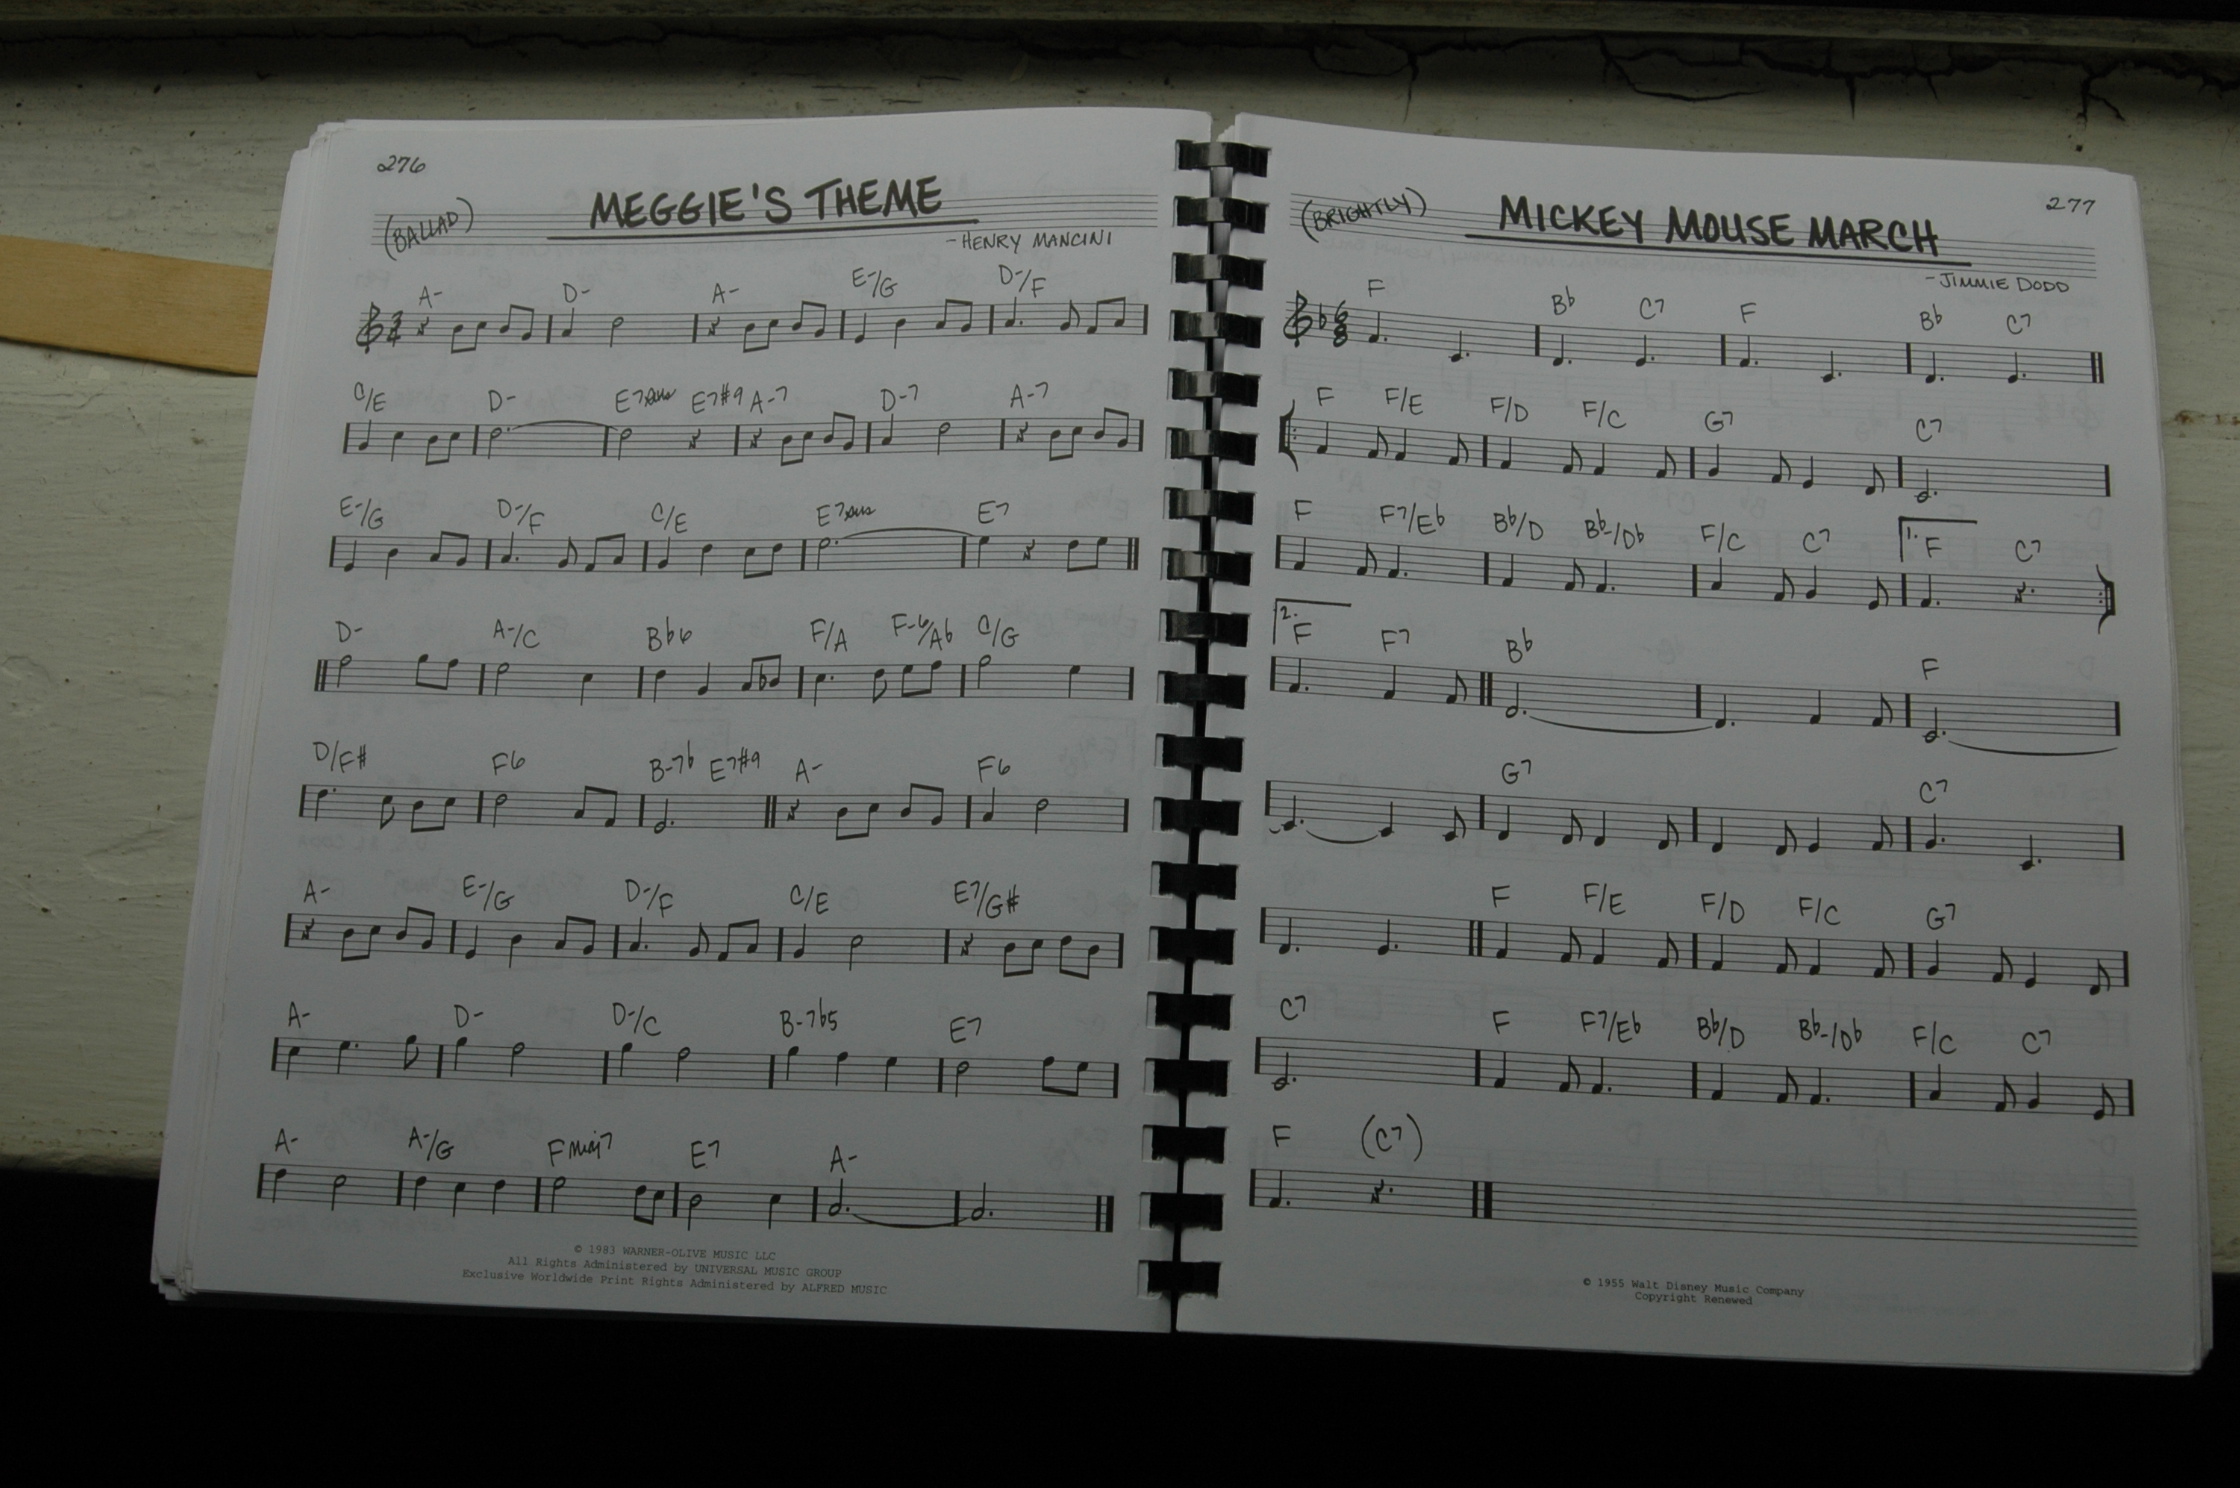 276
MEGGIE'S THEME
(BALLAD)
-HENRY MANCINI
A- D- A- E-/G D-/F
C/E D- E7sus E7#9 A-7 D-7 A-7
E-/G D-/F C/E E7sus E7
D- A-/C Bb6 F/A F-6/Ab C/G
D/F# F6 B-7b E7#9 A- F6
A- E-/G D-/F C/E E7/G#
A- D- D-/C B-7b5 E7
A- A-/G Fmaj7 E7 A-
© 1983 WARNER-OLIVE MUSIC LLC
All Rights Administered by UNIVERSAL MUSIC GROUP
Exclusive Worldwide Print Rights Administered by ALFRED MUSIC
277
MICKEY MOUSE MARCH
(BRIGHTLY)
-JIMMIE DODD
F Bb C7 F Bb C7
F F/E F/D F/C G7 C7
F F7/Eb Bb/D Bb-/Db F/C C7 1. F C7
2. F F7 Bb F
G7 C7
F F/E F/D F/C G7
C7 F F7/Eb Bb/D Bb-/Db F/C C7
F (C7)
© 1955 Walt Disney Music Company
Copyright Renewed